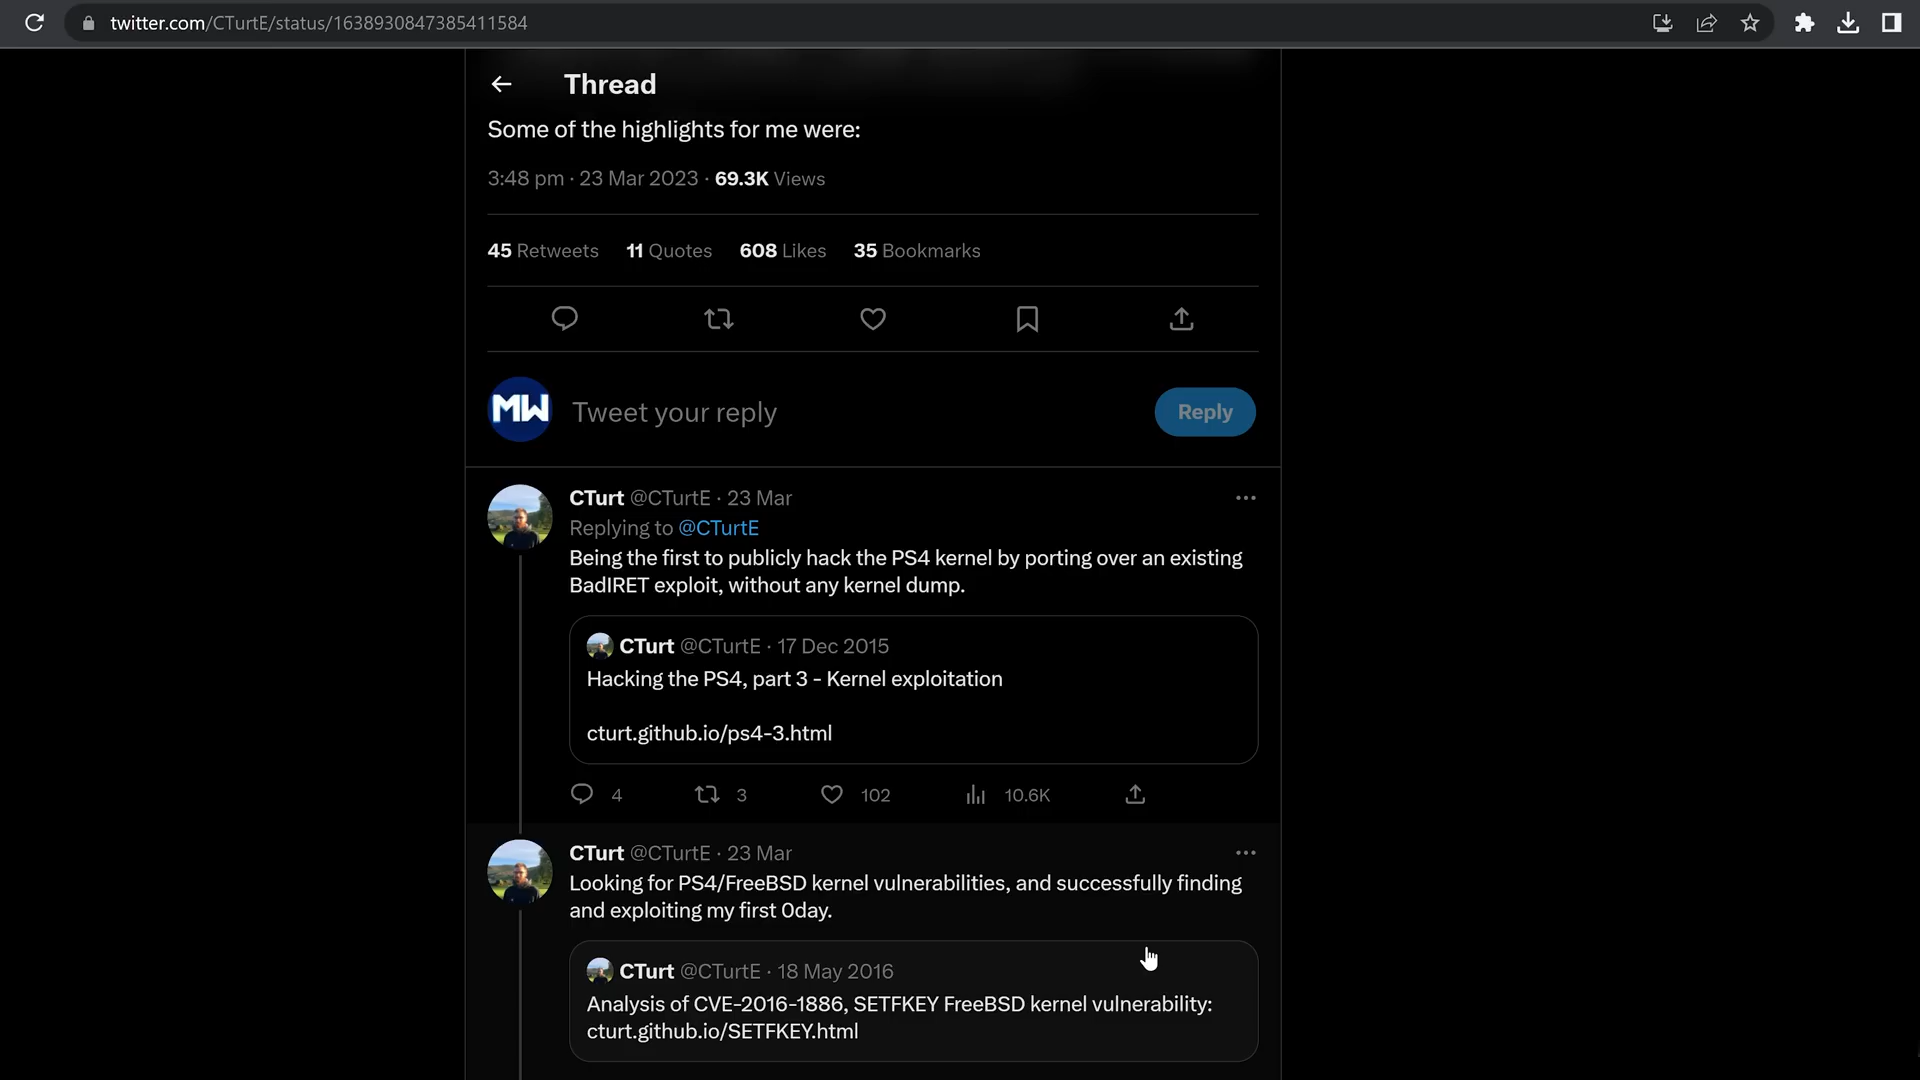 twitter.com/CTurtE/status/1638930847385411584
Thread
Some of the highlights for me were:
3:48 pm · 23 Mar 2023 · 69.3K Views
45 Retweets 11 Quotes 608 Likes 35 Bookmarks
MW Tweet your reply Reply
CTurt @CTurtE · 23 Mar
Replying to @CTurtE
Being the first to publicly hack the PS4 kernel by porting over an existing
BadIRET exploit, without any kernel dump.
CTurt @CTurtE · 17 Dec 2015
Hacking the PS4, part 3 - Kernel exploitation
cturt.github.io/ps4-3.html
4 3 102 10.6K
CTurt @CTurtE · 23 Mar
Looking for PS4/FreeBSD kernel vulnerabilities, and successfully finding
and exploiting my first 0day.
CTurt @CTurtE · 18 May 2016
Analysis of CVE-2016-1886, SETFKEY FreeBSD kernel vulnerability:
cturt.github.io/SETFKEY.html